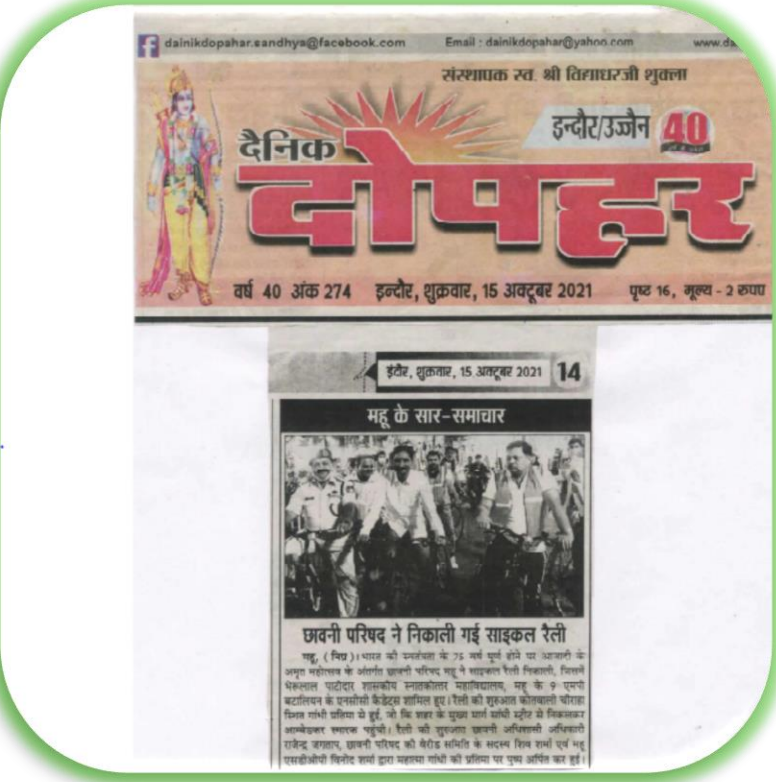 dainikdopahar.sandhya@facebook.com Email : dainikdopahar@yahoo.com www.da
संस्थापक स्व. श्री विद्याधरजी शुक्ला
इन्दौर/उज्जैन 40
दैनिक
दोपहर
वर्ष 40 अंक 274 इन्दौर, शुक्रवार, 15 अक्टूबर 2021 पृष्ठ 16, मूल्य - 2 रुपए
इंदौर, शुक्रवार, 15 अक्टूबर 2021 14
महू के सार-समाचार
छावनी परिषद ने निकाली गई साइकल रैली
महू, (निप्र)। भारत की स्वतंत्रता के 75 वर्ष पूर्ण होने पर आजादी के
अमृत महोत्सव के अंतर्गत छावनी परिषद महू ने साइकल रैली निकाली, जिसमें
भेरूलाल पाटीदार शासकीय स्नातकोत्तर महाविद्यालय, महू के 9 एमपी
बटालियन के एनसीसी कैडेट्स शामिल हुए। रैली की शुरुआत कोतवाली चौराहा
स्थित गांधी प्रतिमा से हुई, जो कि शहर के मुख्य मार्ग सांघी स्ट्रीट से निकलकर
आम्बेडकर स्मारक पहुंची। रैली की शुरुआत छावनी अधिशासी अधिकारी
राजेन्द्र जगताप, छावनी परिषद की वेरीड समिति के सदस्य शिव शर्मा एवं महू
एसडीओपी विनोद शर्मा द्वारा महात्मा गांधी की प्रतिमा पर पुष्प अर्पित कर हुई।